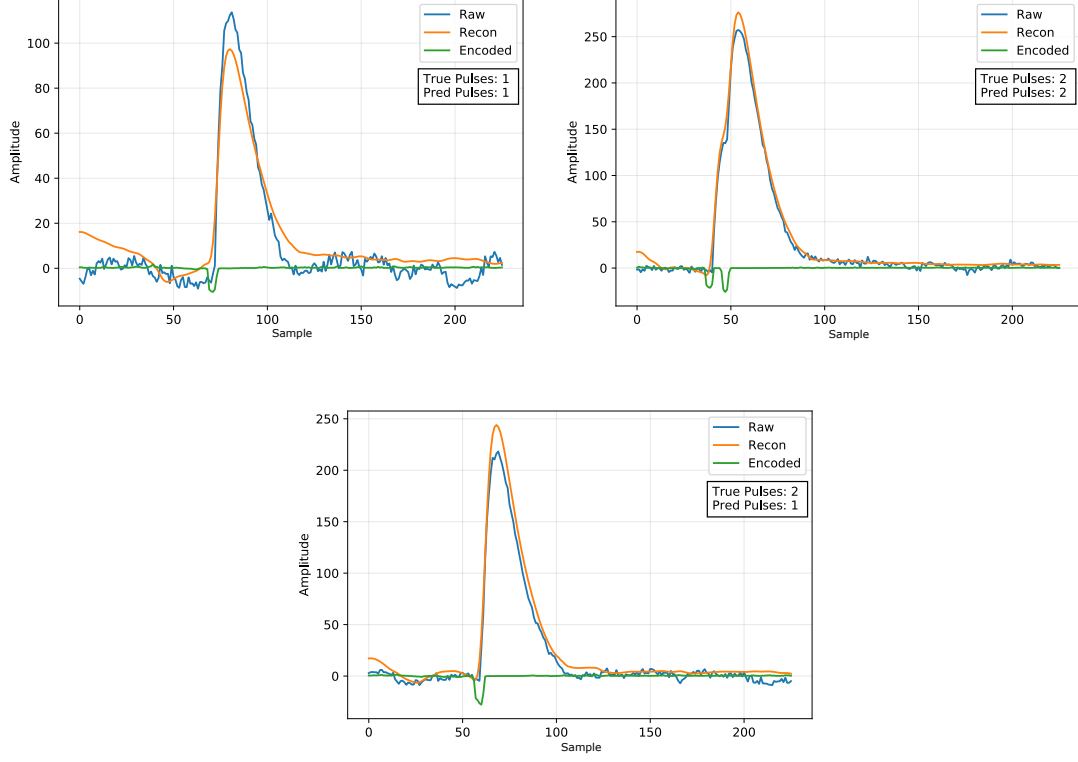 Raw
Recon
Encoded
True Pulses: 1
Pred Pulses: 1
Amplitude
100
80
60
40
20
0
0 50 100 150 200
Sample
Raw
Recon
Encoded
True Pulses: 2
Pred Pulses: 2
Amplitude
250
200
150
100
50
0
0 50 100 150 200
Sample
Raw
Recon
Encoded
True Pulses: 2
Pred Pulses: 1
Amplitude
250
200
150
100
50
0
0 50 100 150 200
Sample